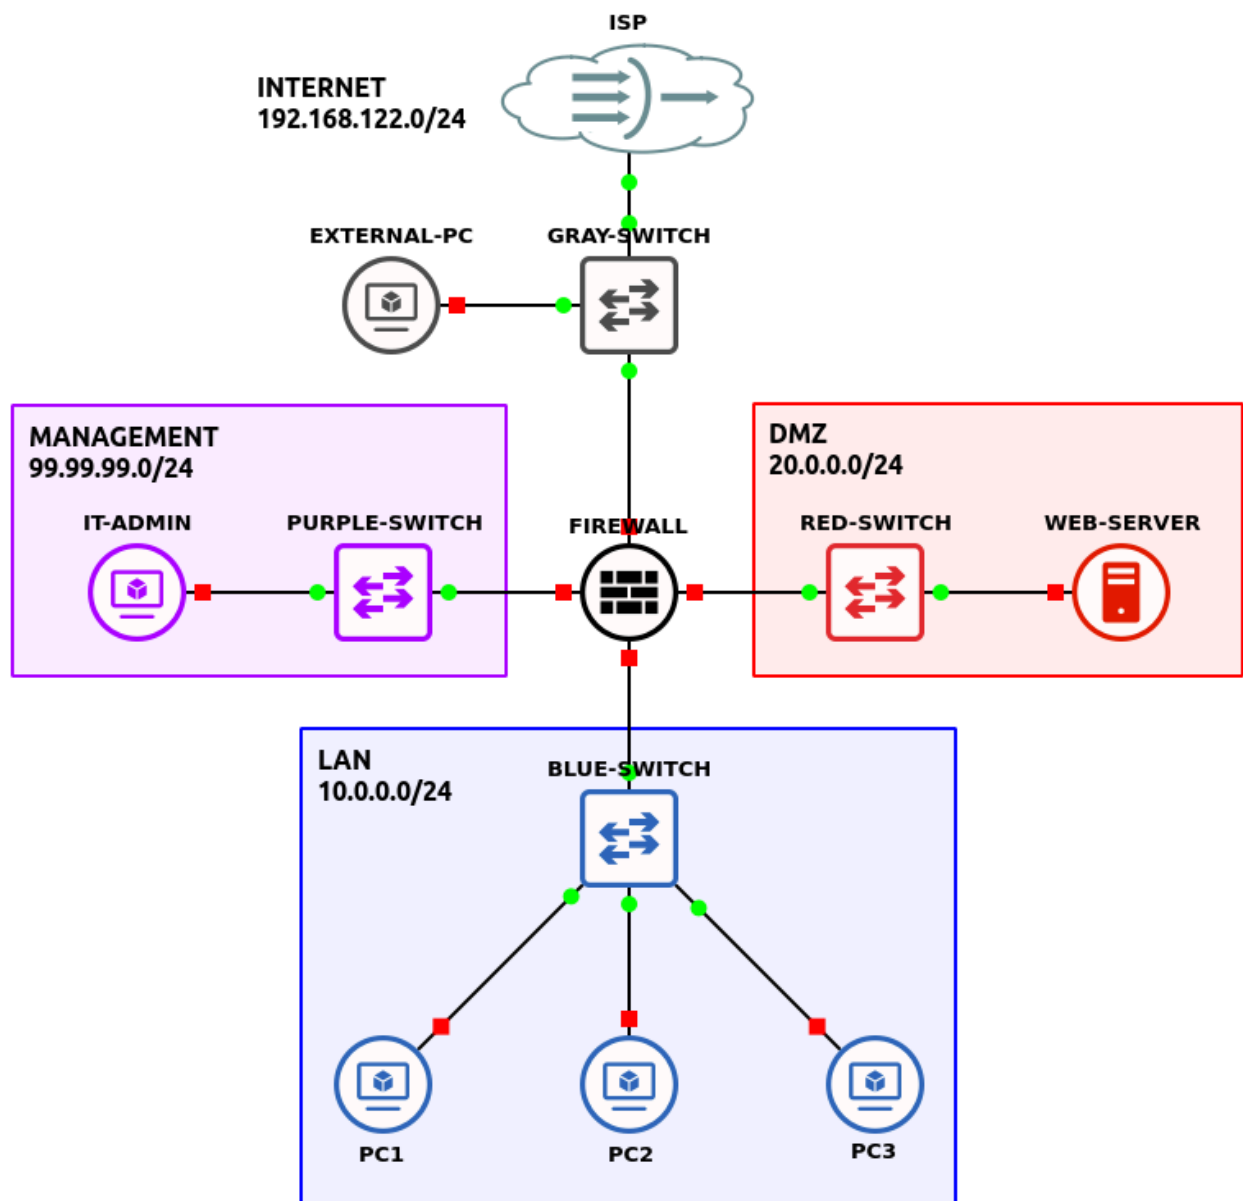 ISP
INTERNET
192.168.122.0/24
EXTERNAL-PC
GRAY-SWITCH
MANAGEMENT
99.99.99.0/24
DMZ
20.0.0.0/24
IT-ADMIN
PURPLE-SWITCH
FIREWALL
RED-SWITCH
WEB-SERVER
LAN
10.0.0.0/24
BLUE-SWITCH
PC1
PC2
PC3